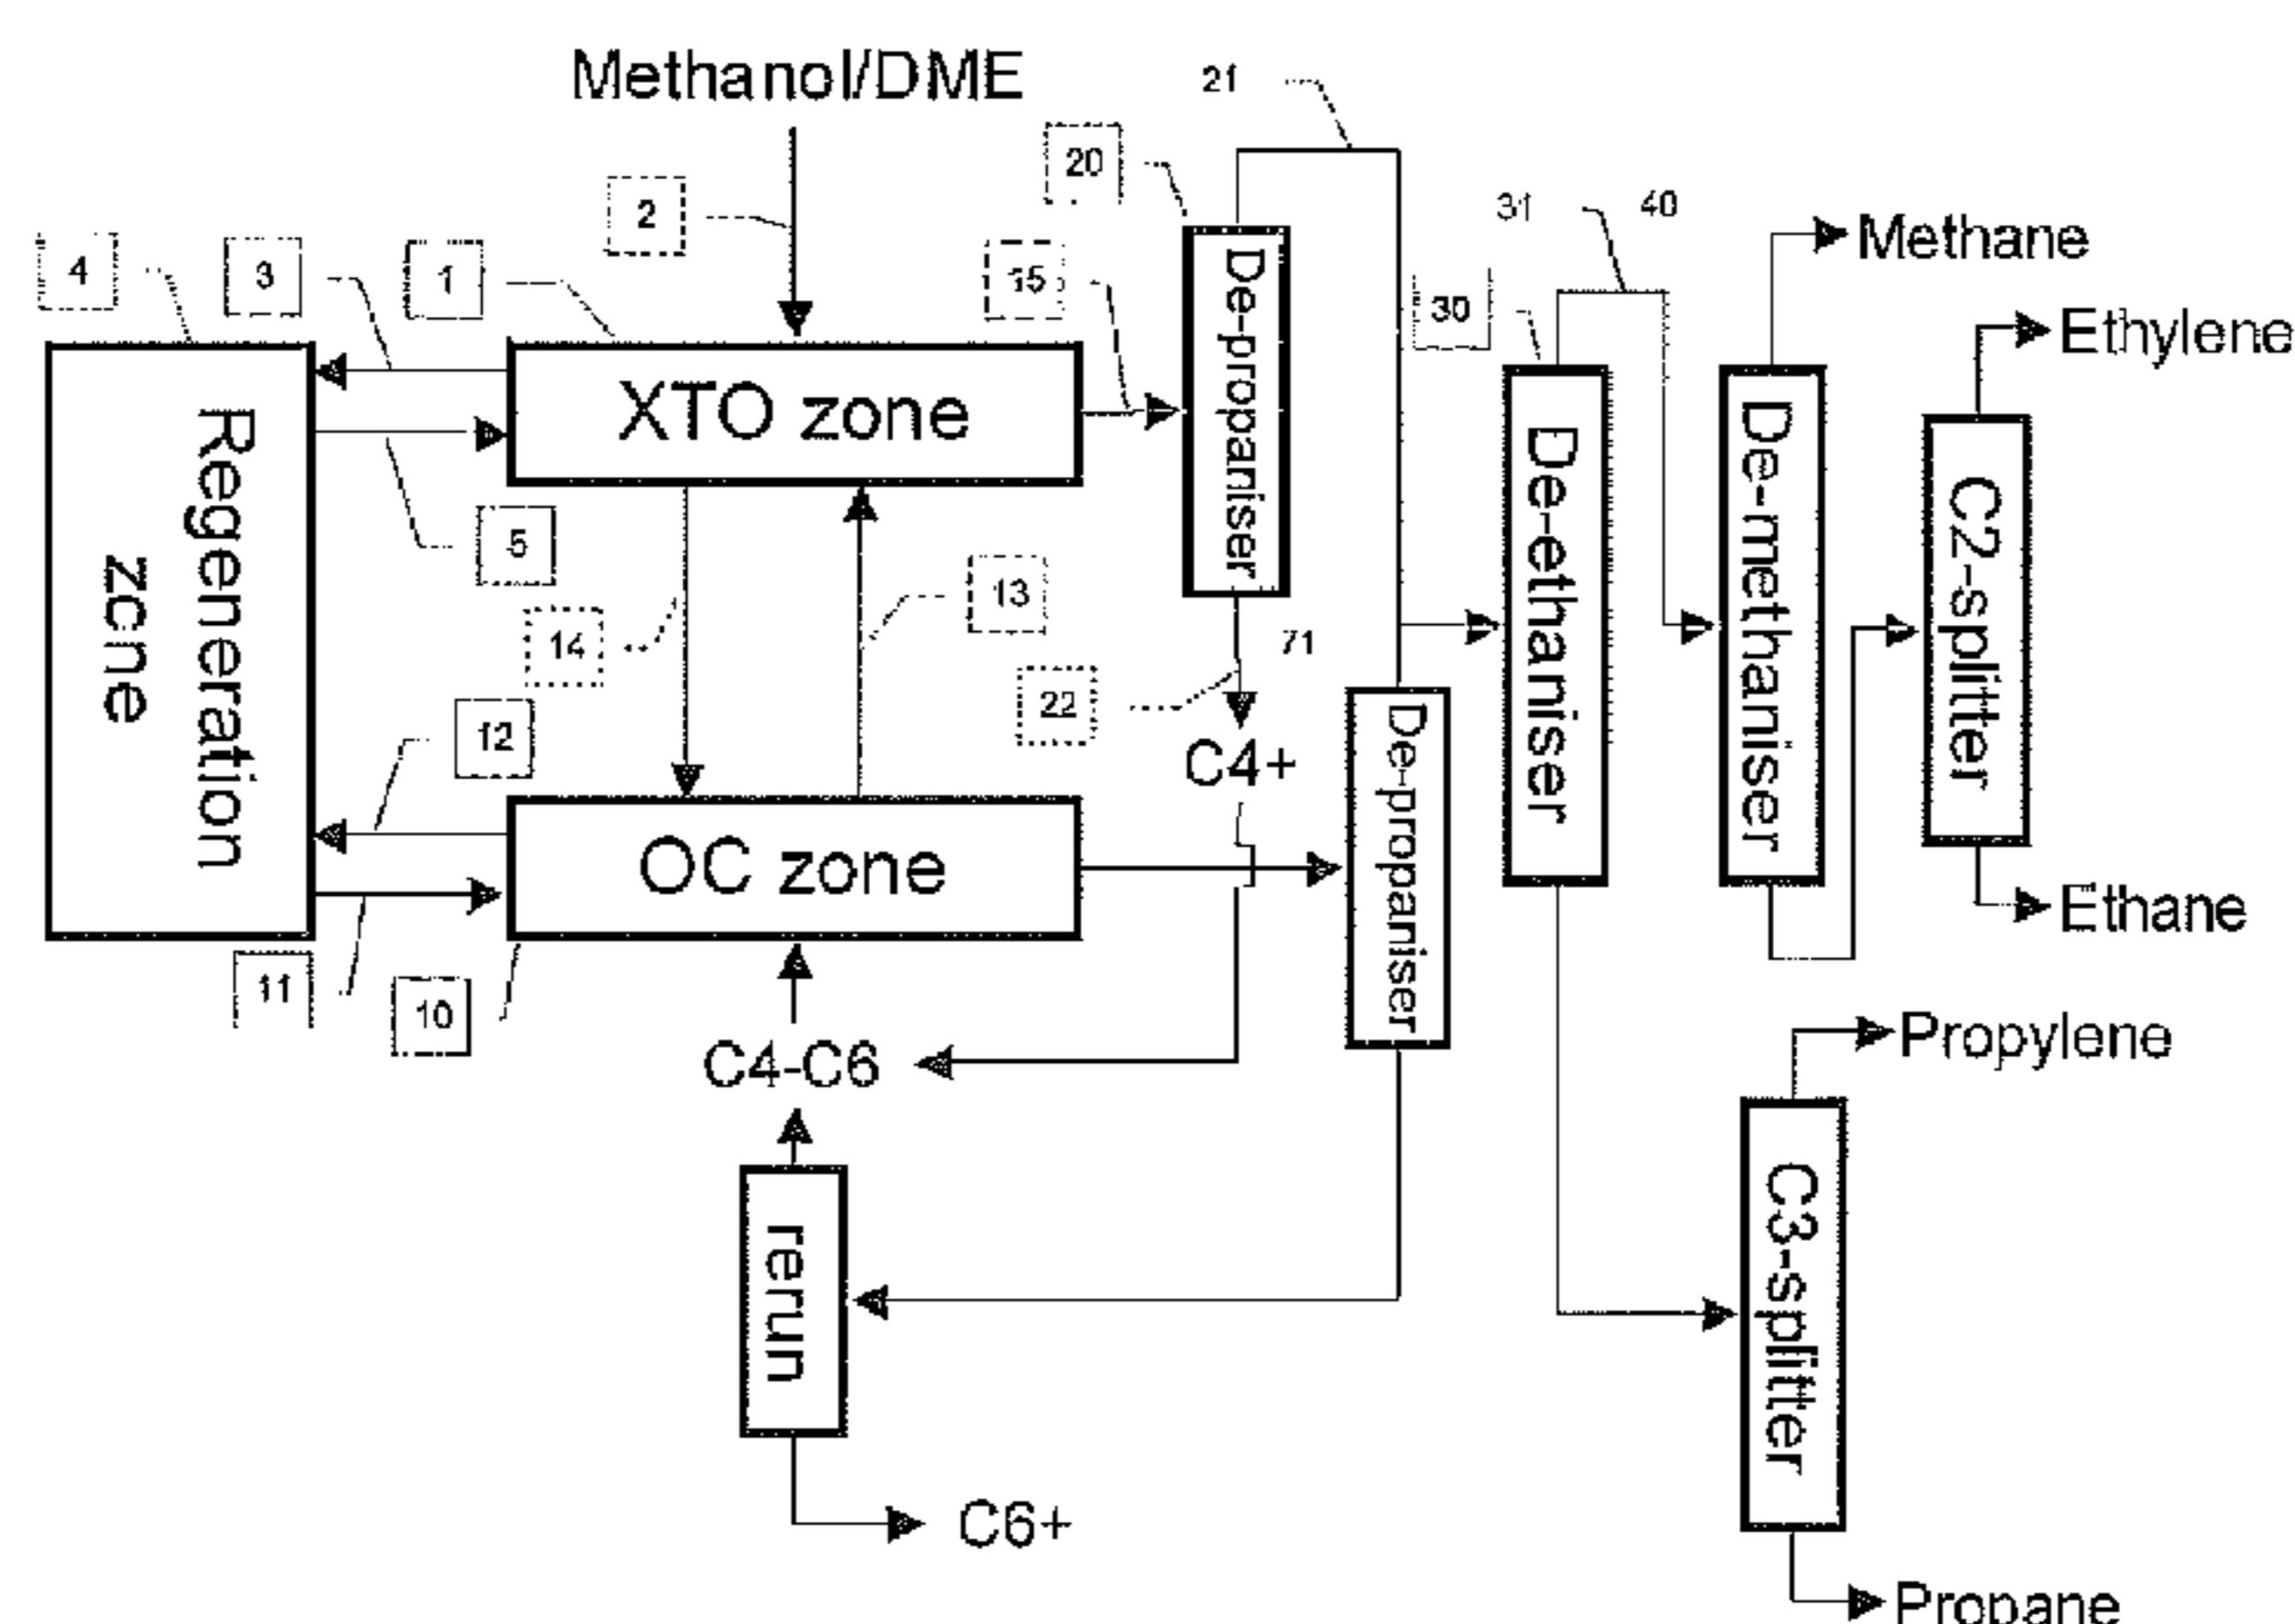 Methanol/DME
21
20
2
31
40
4
3
1
15
Methane
30
Ethylene
De-propaniser
XTO zone
Regeneration
zcne
De-ethaniser
De-methaniser
C2-splitter
5
14
13
71
22
12
C4+
De-propaniser
OC zone
Ethane
11
10
C4-C6
Propylene
rerun
C3-splitter
C6+
Propane